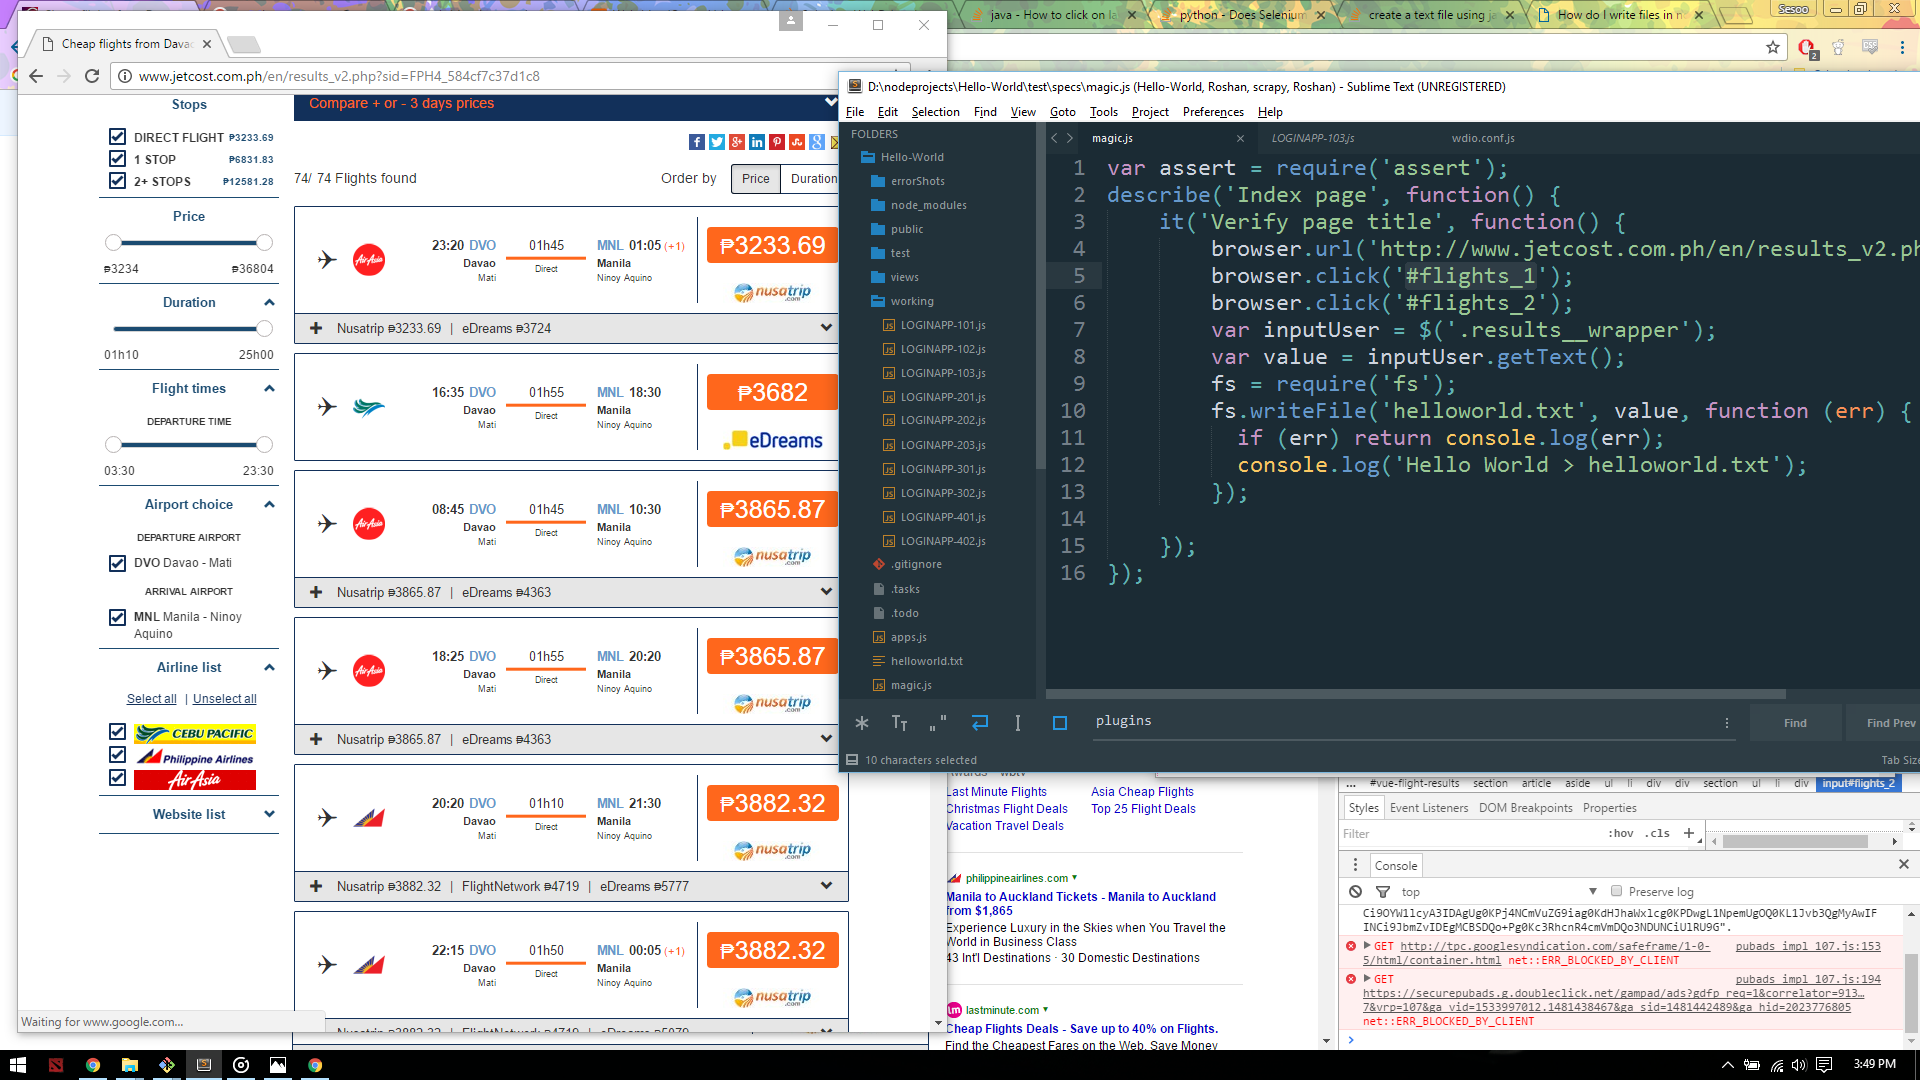 java - How to click on la
python - Does Selenium
create a text file using ja
How do I write files in no
Sesoo
Cheap flights from Davao
www.jetcost.com.ph/en/results_v2.php?sid=FPH4_584cf7c37d1c8
Stops
DIRECT FLIGHT ₱3233.69
1 STOP ₱6831.83
2+ STOPS ₱12581.28
Price
₱3234 ₱36804
Duration
01h10 25h00
Flight times
DEPARTURE TIME
03:30 23:30
Airport choice
DEPARTURE AIRPORT
DVO Davao - Mati
ARRIVAL AIRPORT
MNL Manila - Ninoy
Aquino
Airline list
Select all | Unselect all
CEBU PACIFIC
Philippine Airlines
AirAsia
Website list
Compare + or - 3 days prices
74/ 74 Flights found
Order by Price Duration
AirAsia
23:20 DVO 01h45 MNL 01:05 (+1) ₱3233.69
Davao Direct Manila
Mati Ninoy Aquino
nusatrip.com
Nusatrip ₱3233.69 | eDreams ₱3724
16:35 DVO 01h55 MNL 18:30 ₱3682
Davao Direct Manila
Mati Ninoy Aquino
eDreams
AirAsia
08:45 DVO 01h45 MNL 10:30 ₱3865.87
Davao Direct Manila
Mati Ninoy Aquino
nusatrip.com
Nusatrip ₱3865.87 | eDreams ₱4363
AirAsia
18:25 DVO 01h55 MNL 20:20 ₱3865.87
Davao Direct Manila
Mati Ninoy Aquino
nusatrip.com
Nusatrip ₱3865.87 | eDreams ₱4363
20:20 DVO 01h10 MNL 21:30 ₱3882.32
Davao Direct Manila
Mati Ninoy Aquino
nusatrip.com
Nusatrip ₱3882.32 | FlightNetwork ₱4719 | eDreams ₱5777
22:15 DVO 01h50 MNL 00:05 (+1) ₱3882.32
Davao Direct Manila
Mati Ninoy Aquino
nusatrip.com
Waiting for www.google.com...
D:\nodeprojects\Hello-World\test\specs\magic.js (Hello-World, Roshan, scrapy, Roshan) - Sublime Text (UNREGISTERED)
File Edit Selection Find View Goto Tools Project Preferences Help
FOLDERS
Hello-World
errorShots
node_modules
public
test
views
working
LOGINAPP-101.js
LOGINAPP-102.js
LOGINAPP-103.js
LOGINAPP-201.js
LOGINAPP-202.js
LOGINAPP-203.js
LOGINAPP-301.js
LOGINAPP-302.js
LOGINAPP-401.js
LOGINAPP-402.js
.gitignore
.tasks
.todo
apps.js
helloworld.txt
magic.js
magic.js LOGINAPP-103.js wdio.conf.js
1 var assert = require('assert');
2 describe('Index page', function() {
3 it('Verify page title', function() {
4 browser.url('http://www.jetcost.com.ph/en/results_v2.ph
5 browser.click('#flights_1');
6 browser.click('#flights_2');
7 var inputUser = $('.results__wrapper');
8 var value = inputUser.getText();
9 fs = require('fs');
10 fs.writeFile('helloworld.txt', value, function (err) {
11 if (err) return console.log(err);
12 console.log('Hello World > helloworld.txt');
13 });
14
15 });
16 });
plugins Find Find Prev
10 characters selected Tab Size
Last Minute Flights Asia Cheap Flights
Christmas Flight Deals Top 25 Flight Deals
Vacation Travel Deals
philippineairlines.com
Manila to Auckland Tickets - Manila to Auckland
from $1,865
Experience Luxury in the Skies when You Travel the
World in Business Class
43 Int'l Destinations · 30 Domestic Destinations
lm lastminute.com
Cheap Flights Deals - Save up to 40% on Flights.
Find the Cheapest Fares on the Web. Save Money
... #vue-flight-results section article aside ul li div div section ul li div input#flights_2
Styles Event Listeners DOM Breakpoints Properties
Filter :hov .cls +
Console
top Preserve log
GET http://tpc.googlesyndication.com/safeframe/1-0- pubads_impl_107.js:153
5/html/container.html net::ERR_BLOCKED_BY_CLIENT
GET pubads_impl_107.js:194
https://securepubads.g.doubleclick.net/gampad/ads?gdfp_req=1&correlator=913…
7&vrp=107&ga_vid=1533997012.1481438467&ga_sid=1481442489&ga_hid=2023776805
net::ERR_BLOCKED_BY_CLIENT
3:49 PM